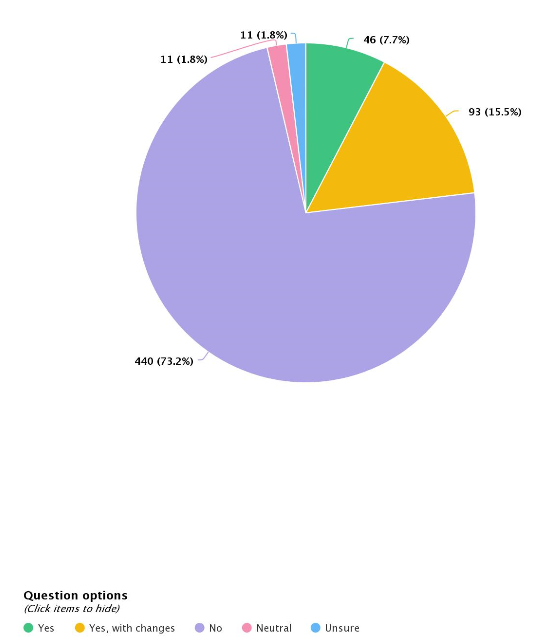 11 (1.8%)
46 (7.7%)
11 (1.8%)
93 (15.5%)
440 (73.2%)
Question options
(Click items to hide)
Yes Yes, with changes No Neutral Unsure